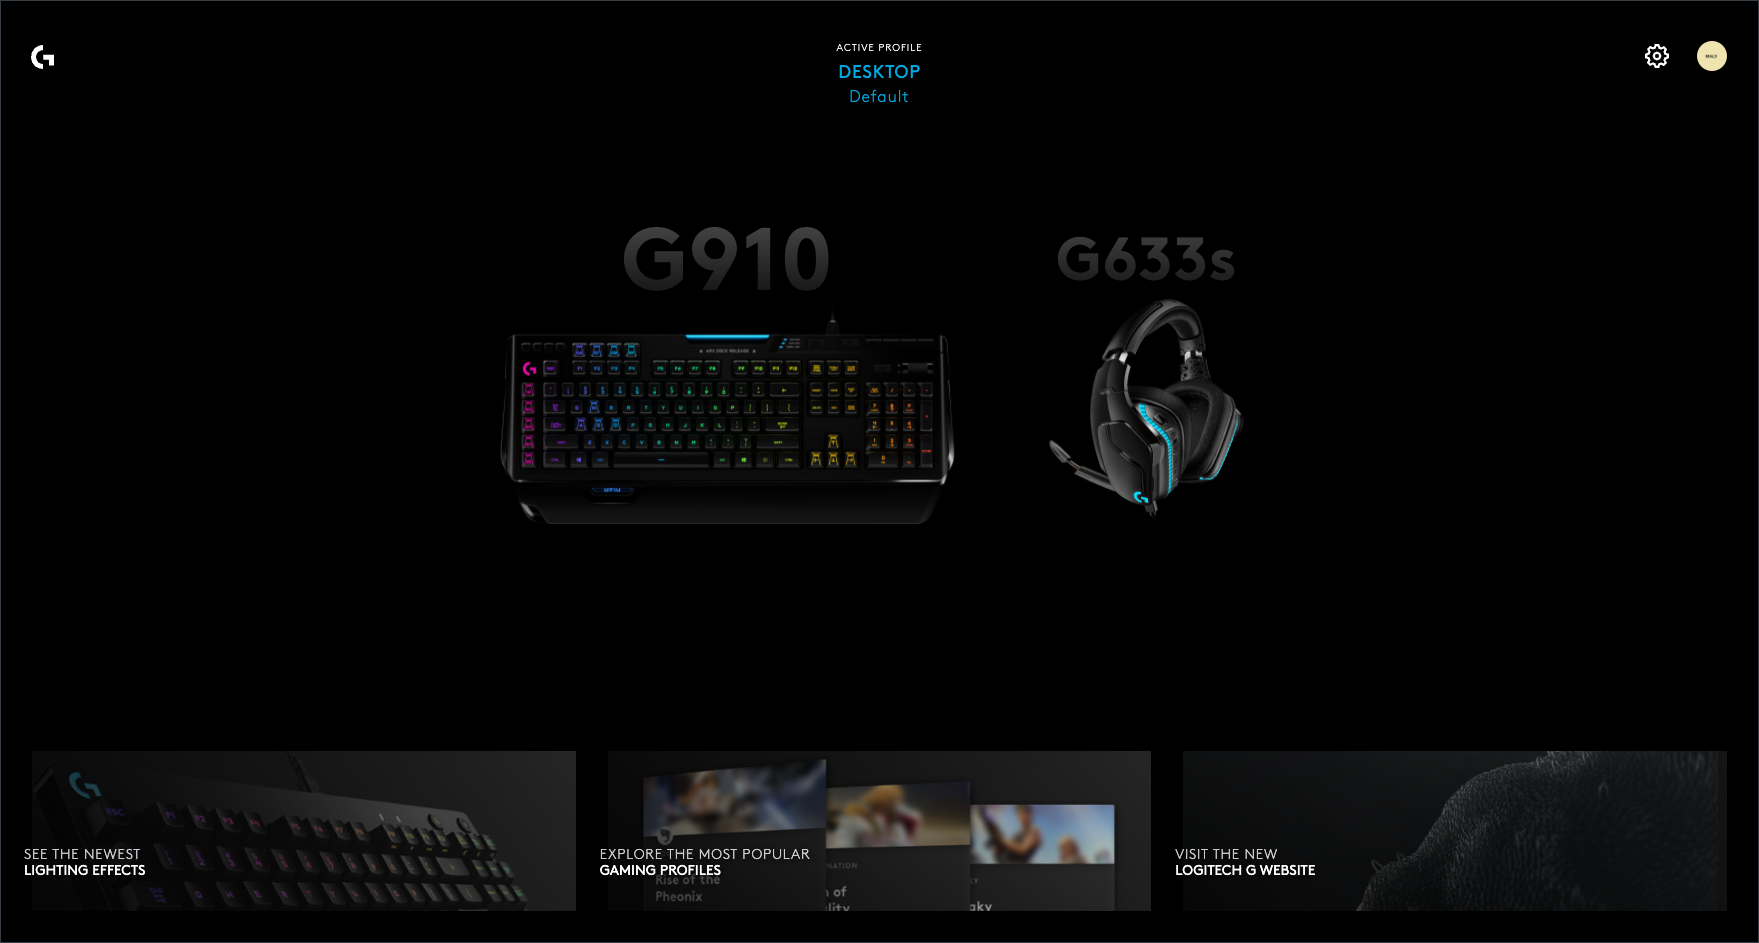 ACTIVE PROFILE
DESKTOP
Default
G910
G633s
SEE THE NEWEST
LIGHTING EFFECTS
EXPLORE THE MOST POPULAR
GAMING PROFILES
Rise of the
Pheonix
VISIT THE NEW
LOGITECH G WEBSITE